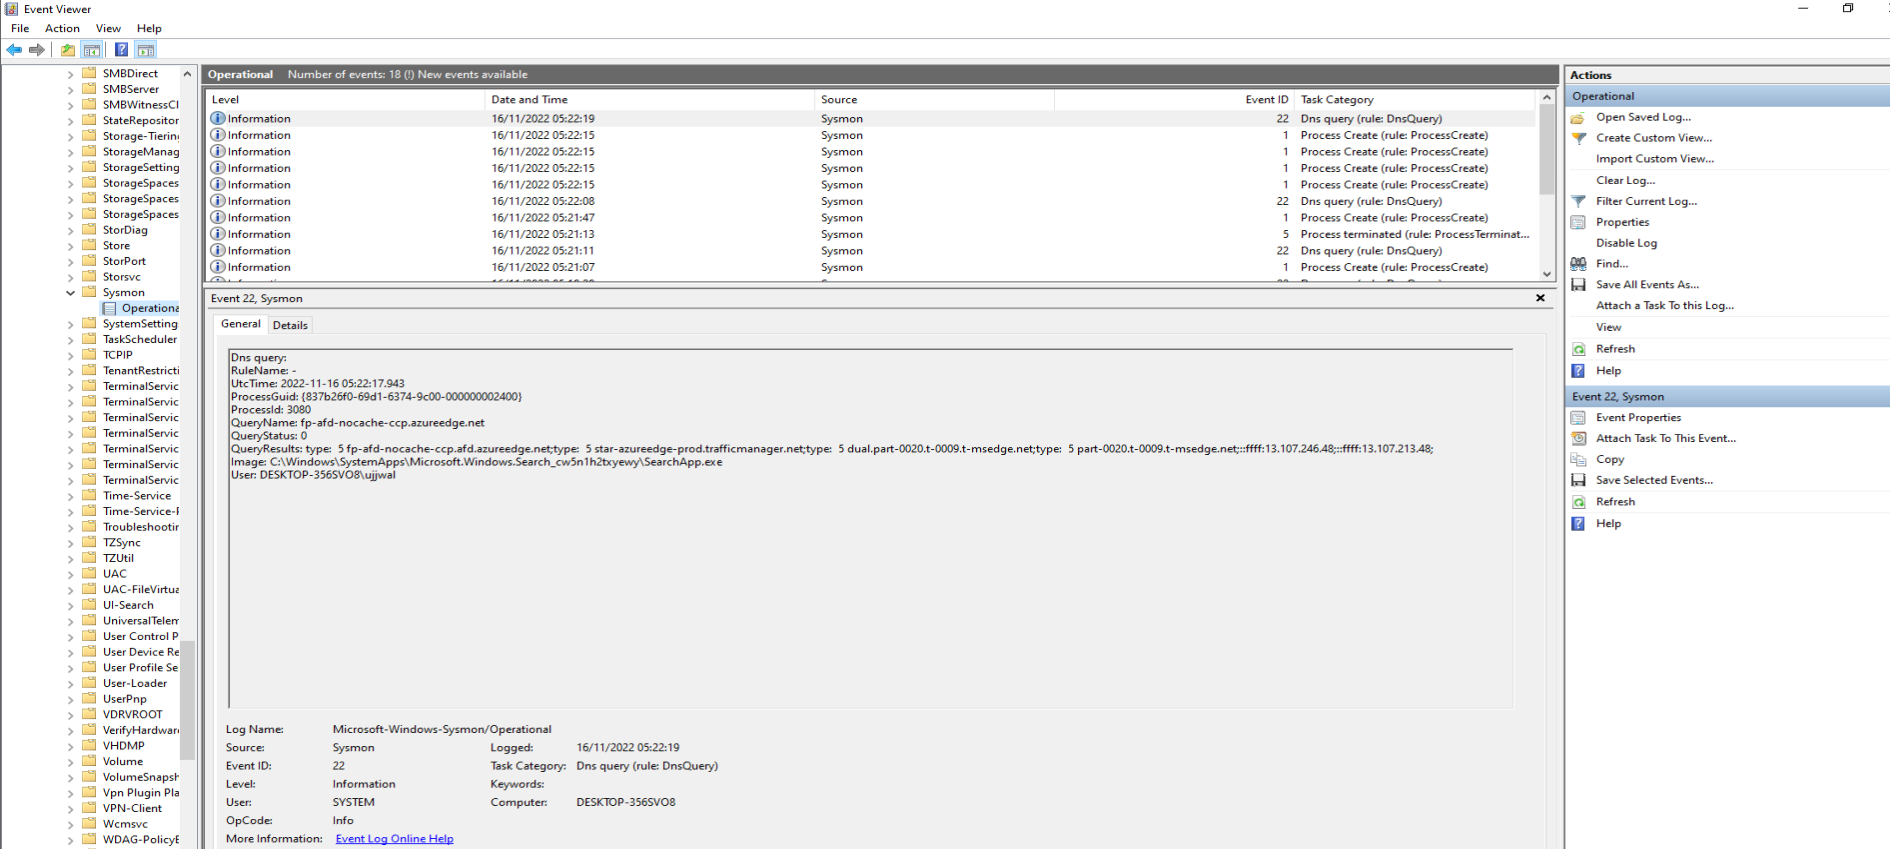 Event Viewer
File Action View Help
SMBDirect
SMBServer
SMBWitnessCl
StateRepositor
Storage-Tiering
StorageManag
StorageSetting
StorageSpaces
StorageSpaces
StorageSpaces
StorDiag
Store
StorPort
Storsvc
Sysmon
Operationa
SystemSetting
TaskScheduler
TCPIP
TenantRestricti
TerminalServic
TerminalServic
TerminalServic
TerminalServic
TerminalServic
TerminalServic
TerminalServic
Time-Service
Time-Service-P
Troubleshootin
TZSync
TZUtil
UAC
UAC-FileVirtua
UI-Search
UniversalTelem
User Control P
User Device Re
User Profile Se
User-Loader
UserPnp
VDRVROOT
VerifyHardware
VHDMP
Volume
VolumeSnapsh
Vpn Plugin Pla
VPN-Client
Wcmsvc
WDAG-PolicyE
Operational Number of events: 18 (!) New events available
Level Date and Time Source Event ID Task Category
Information 16/11/2022 05:22:19 Sysmon 22 Dns query (rule: DnsQuery)
Information 16/11/2022 05:22:15 Sysmon 1 Process Create (rule: ProcessCreate)
Information 16/11/2022 05:22:15 Sysmon 1 Process Create (rule: ProcessCreate)
Information 16/11/2022 05:22:15 Sysmon 1 Process Create (rule: ProcessCreate)
Information 16/11/2022 05:22:15 Sysmon 1 Process Create (rule: ProcessCreate)
Information 16/11/2022 05:22:08 Sysmon 22 Dns query (rule: DnsQuery)
Information 16/11/2022 05:21:47 Sysmon 1 Process Create (rule: ProcessCreate)
Information 16/11/2022 05:21:13 Sysmon 5 Process terminated (rule: ProcessTerminat...
Information 16/11/2022 05:21:11 Sysmon 22 Dns query (rule: DnsQuery)
Information 16/11/2022 05:21:07 Sysmon 1 Process Create (rule: ProcessCreate)
Event 22, Sysmon
General Details
Dns query:
RuleName: -
UtcTime: 2022-11-16 05:22:17.943
ProcessGuid: {837b26f0-69d1-6374-9c00-000000002400}
ProcessId: 3080
QueryName: fp-afd-nocache-ccp.azureedge.net
QueryStatus: 0
QueryResults: type:  5 fp-afd-nocache-ccp.afd.azureedge.net;type:  5 star-azureedge-prod.trafficmanager.net;type:  5 dual.part-0020.t-0009.t-msedge.net;type:  5 part-0020.t-0009.t-msedge.net;::ffff:13.107.246.48;::ffff:13.107.213.48;
Image: C:\Windows\SystemApps\Microsoft.Windows.Search_cw5n1h2txyewy\SearchApp.exe
User: DESKTOP-356SVO8\ujjwal
Log Name: Microsoft-Windows-Sysmon/Operational
Source: Sysmon Logged: 16/11/2022 05:22:19
Event ID: 22 Task Category: Dns query (rule: DnsQuery)
Level: Information Keywords:
User: SYSTEM Computer: DESKTOP-356SVO8
OpCode: Info
More Information: Event Log Online Help
Actions
Operational
Open Saved Log...
Create Custom View...
Import Custom View...
Clear Log...
Filter Current Log...
Properties
Disable Log
Find...
Save All Events As...
Attach a Task To this Log...
View
Refresh
Help
Event 22, Sysmon
Event Properties
Attach Task To This Event...
Copy
Save Selected Events...
Refresh
Help